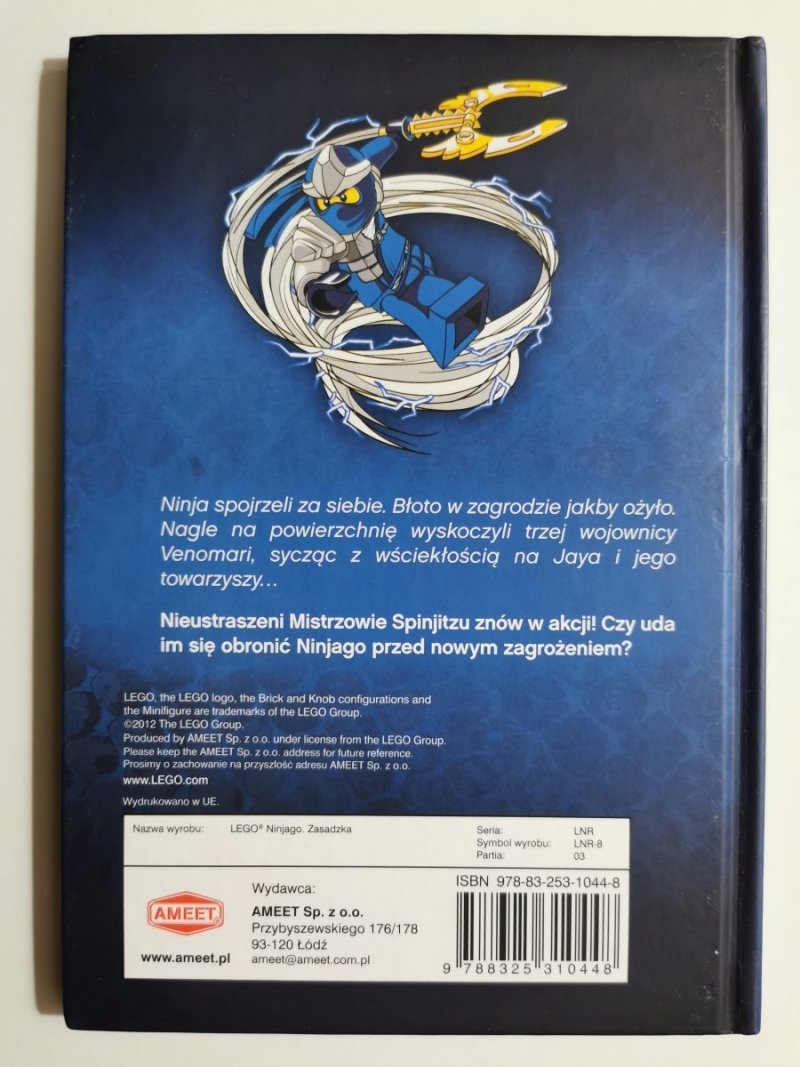 Ninja spojrzeli za siebie. Błoto w zagrodzie jakby ożyło.
Nagle na powierzchnię wyskoczyli trzej wojownicy
Venomari, sycząc z wściekłością na Jaya i jego
towarzyszy...
Nieustraszeni Mistrzowie Spinjitzu znów w akcji! Czy uda
im się obronić Ninjago przed nowym zagrożeniem?
LEGO, the LEGO logo, the Brick and Knob configurations and
the Minifigure are trademarks of the LEGO Group.
©2012 The LEGO Group.
Produced by AMEET Sp. z o.o. under license from the LEGO Group.
Please keep the AMEET Sp. z o.o. address for future reference.
Prosimo o zachowanie na przyszłość adresu AMEET Sp. z o.o.
www.LEGO.com
Wydrukowano w UE.
Nazwa wyrobu: LEGO® Ninjago. Zasadzka
Seria: LNR
Symbol wyrobu: LNR-8
Partia: 03
AMEET®
www.ameet.pl
Wydawca:
AMEET Sp. z o.o.
Przybyszewskiego 176/178
93-120 Łódź
ameet@ameet.com.pl
ISBN 978-83-253-1044-8
9 788325 310448